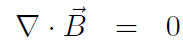 ∇ · B⃗ = 0